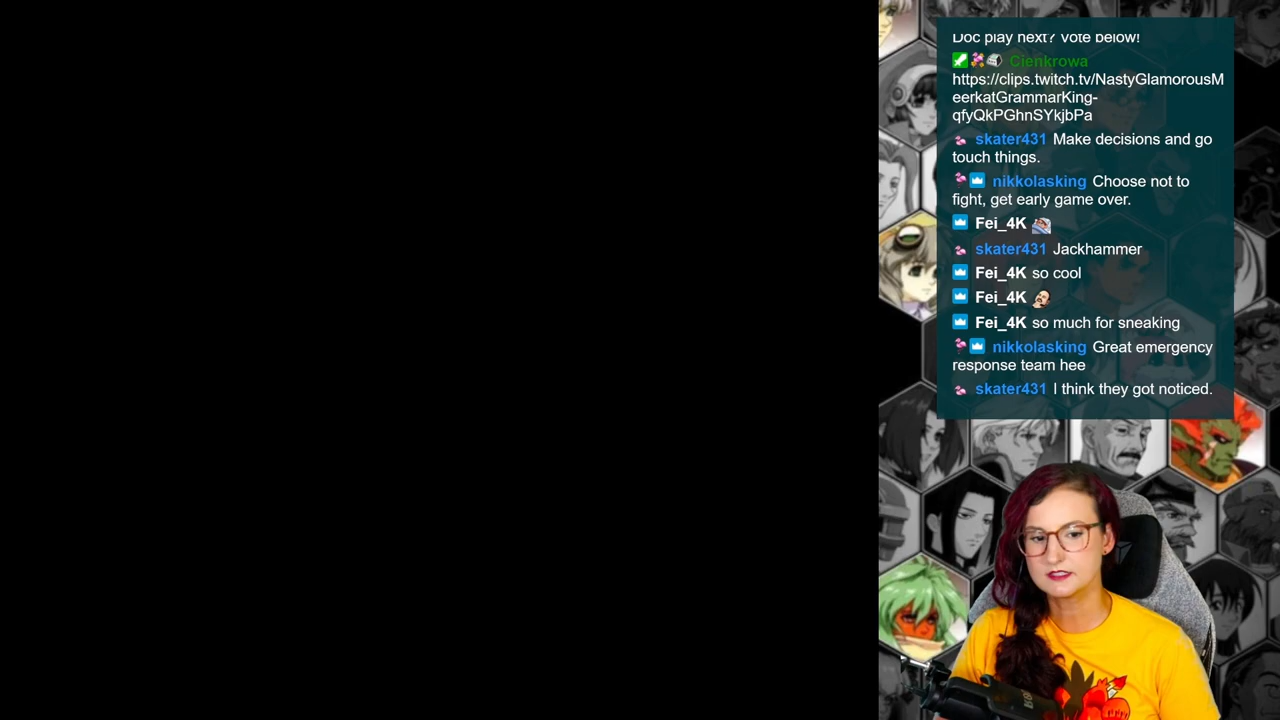 Doc play next? Vote below!
Cienkrowa
https://clips.twitch.tv/NastyGlamorousM
eerkatGrammarKing-
qfyQkPGhnSYkjbPa
skater431 Make decisions and go
touch things.
nikkolasking Choose not to
fight, get early game over.
Fei_4K
skater431 Jackhammer
Fei_4K so cool
Fei_4K
Fei_4K so much for sneaking
nikkolasking Great emergency
response team hee
skater431 I think they got noticed.